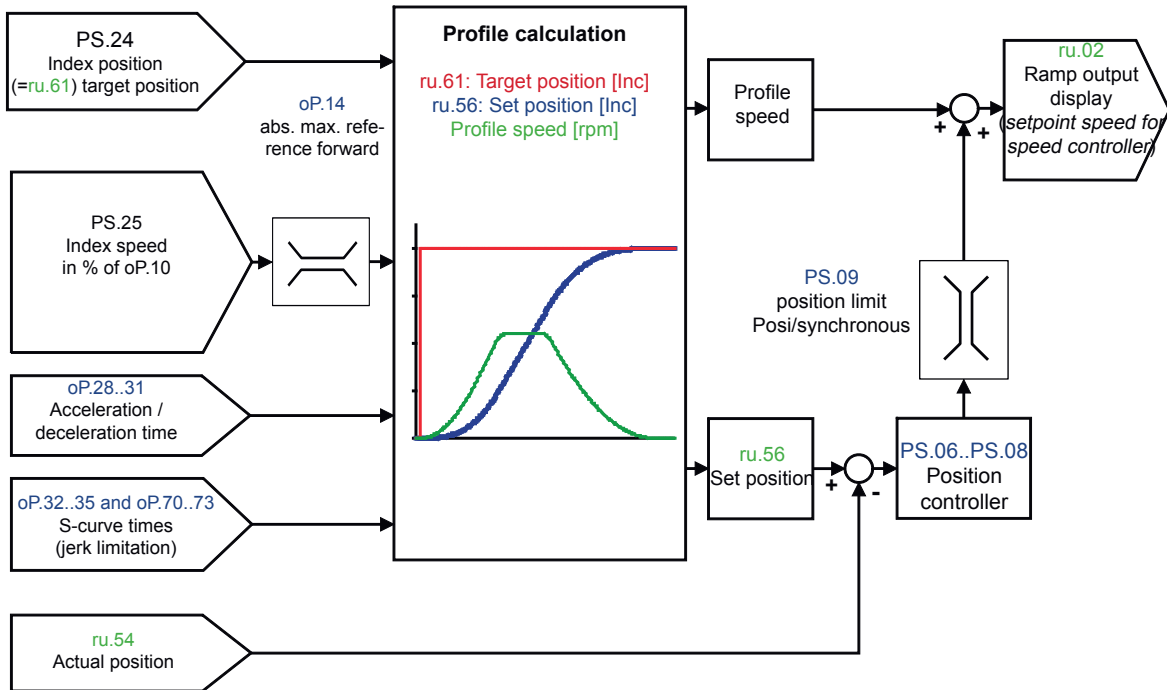 PS.24
Index position
(=ru.61) target position
oP.14
abs. max. refe-
rence forward
PS.25
Index speed
in % of oP.10
oP.28..31
Acceleration /
deceleration time
oP.32..35 and oP.70..73
S-curve times
(jerk limitation)
ru.54
Actual position
Profile calculation
ru.61: Target position [Inc]
ru.56: Set position [Inc]
Profile speed [rpm]
Profile
speed
+
+
ru.02
Ramp output
display
(setpoint speed for
speed controller)
PS.09
position limit
Posi/synchronous
ru.56
Set position
+
-
PS.06..PS.08
Position
controller